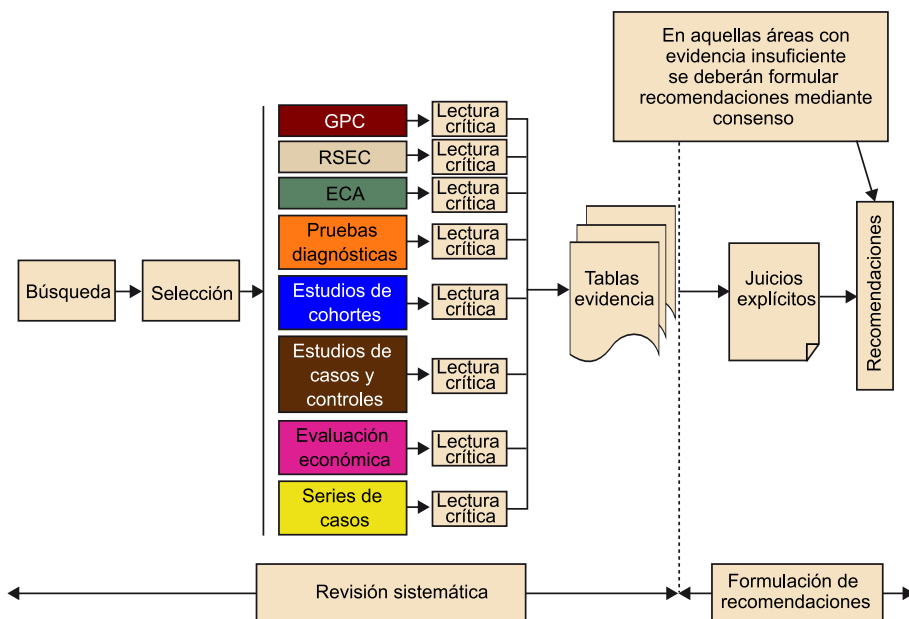 En aquellas áreas con
evidencia insuficiente
se deberán formular
recomendaciones mediante
consenso
Búsqueda
Selección
GPC
Lectura
crítica
RSEC
Lectura
crítica
ECA
Lectura
crítica
Pruebas
diagnósticas
Lectura
crítica
Estudios de
cohortes
Lectura
crítica
Estudios de
casos y
controles
Lectura
crítica
Evaluación
económica
Lectura
crítica
Series de
casos
Lectura
crítica
Tablas
evidencia
Juicios
explícitos
Recomendaciones
Revisión sistemática
Formulación de
recomendaciones